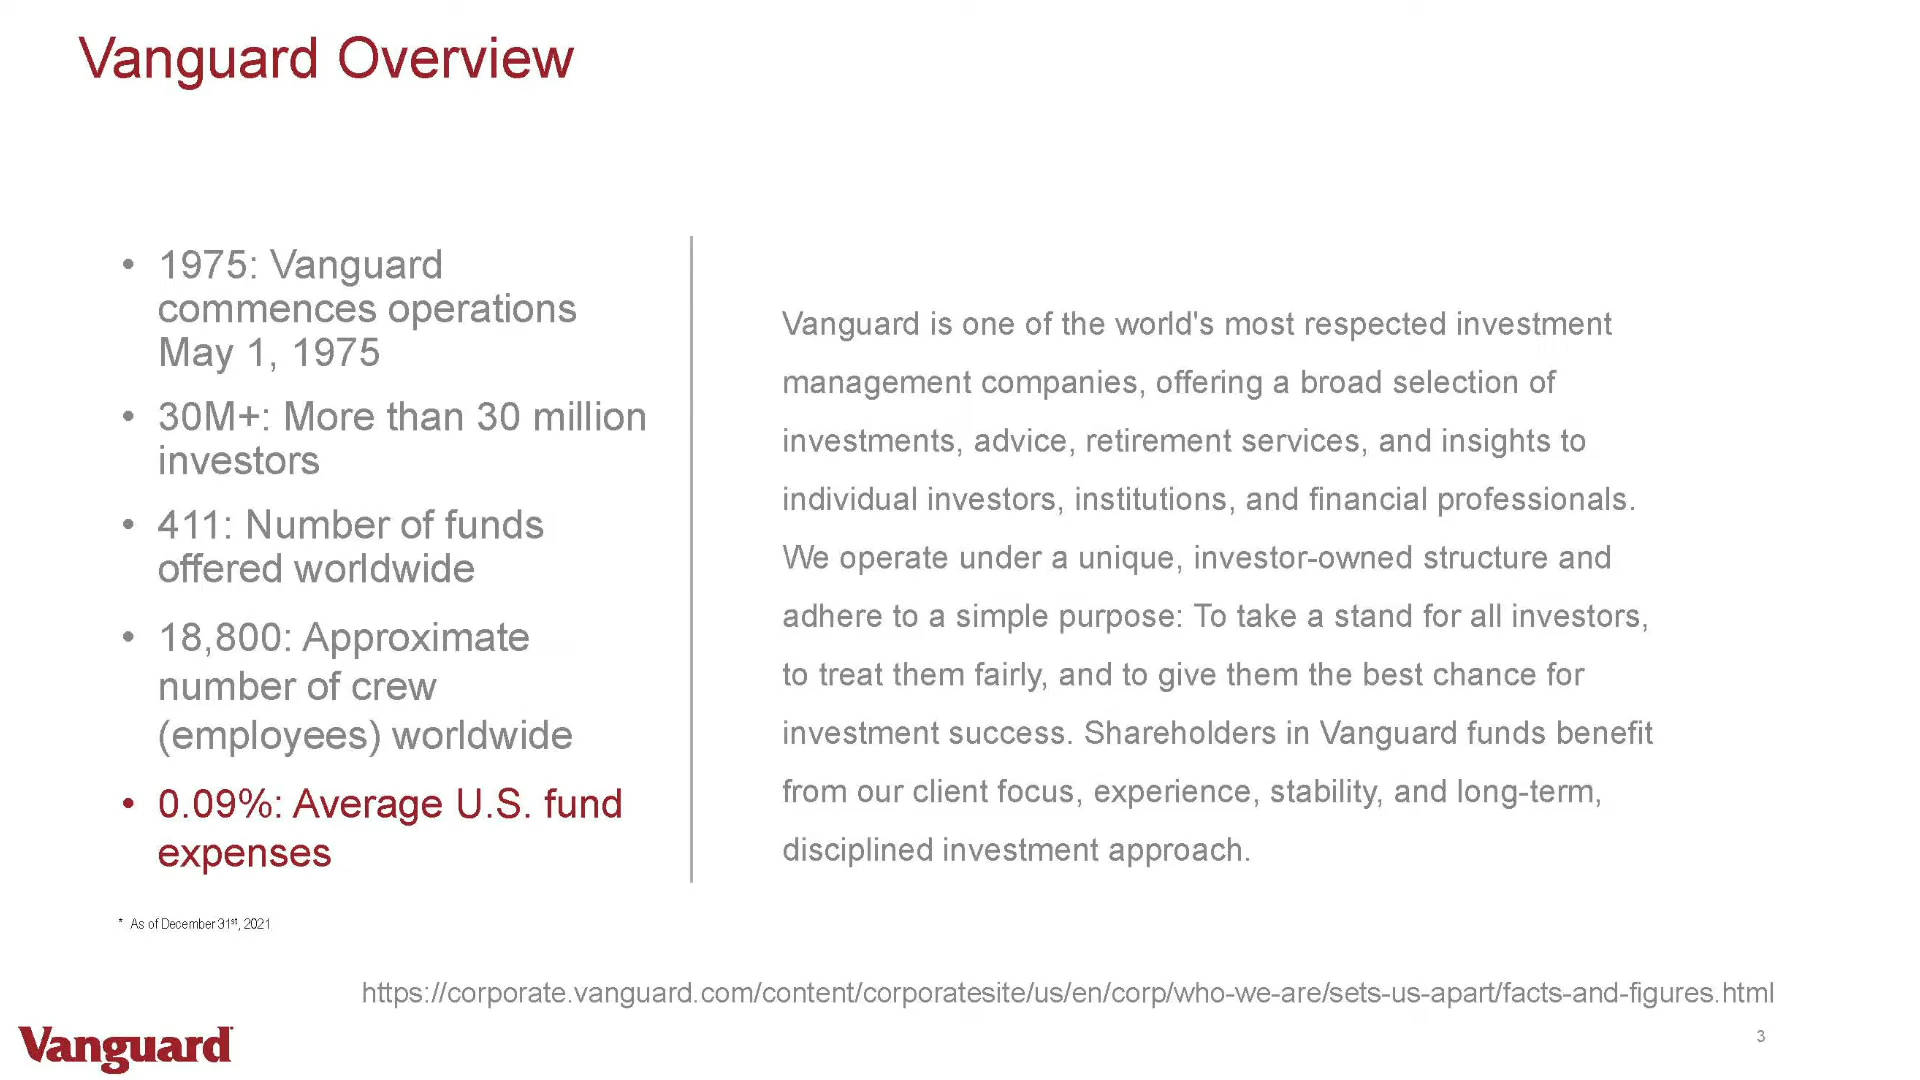 Vanguard Overview
• 1975: Vanguard
commences operations
May 1, 1975
• 30M+: More than 30 million
investors
• 411: Number of funds
offered worldwide
• 18,800: Approximate
number of crew
(employees) worldwide
• 0.09%: Average U.S. fund
expenses
* As of December 31st, 2021
Vanguard is one of the world's most respected investment
management companies, offering a broad selection of
investments, advice, retirement services, and insights to
individual investors, institutions, and financial professionals.
We operate under a unique, investor-owned structure and
adhere to a simple purpose: To take a stand for all investors,
to treat them fairly, and to give them the best chance for
investment success. Shareholders in Vanguard funds benefit
from our client focus, experience, stability, and long-term,
disciplined investment approach.
https://corporate.vanguard.com/content/corporatesite/us/en/corp/who-we-are/sets-us-apart/facts-and-figures.html
Vanguard
3